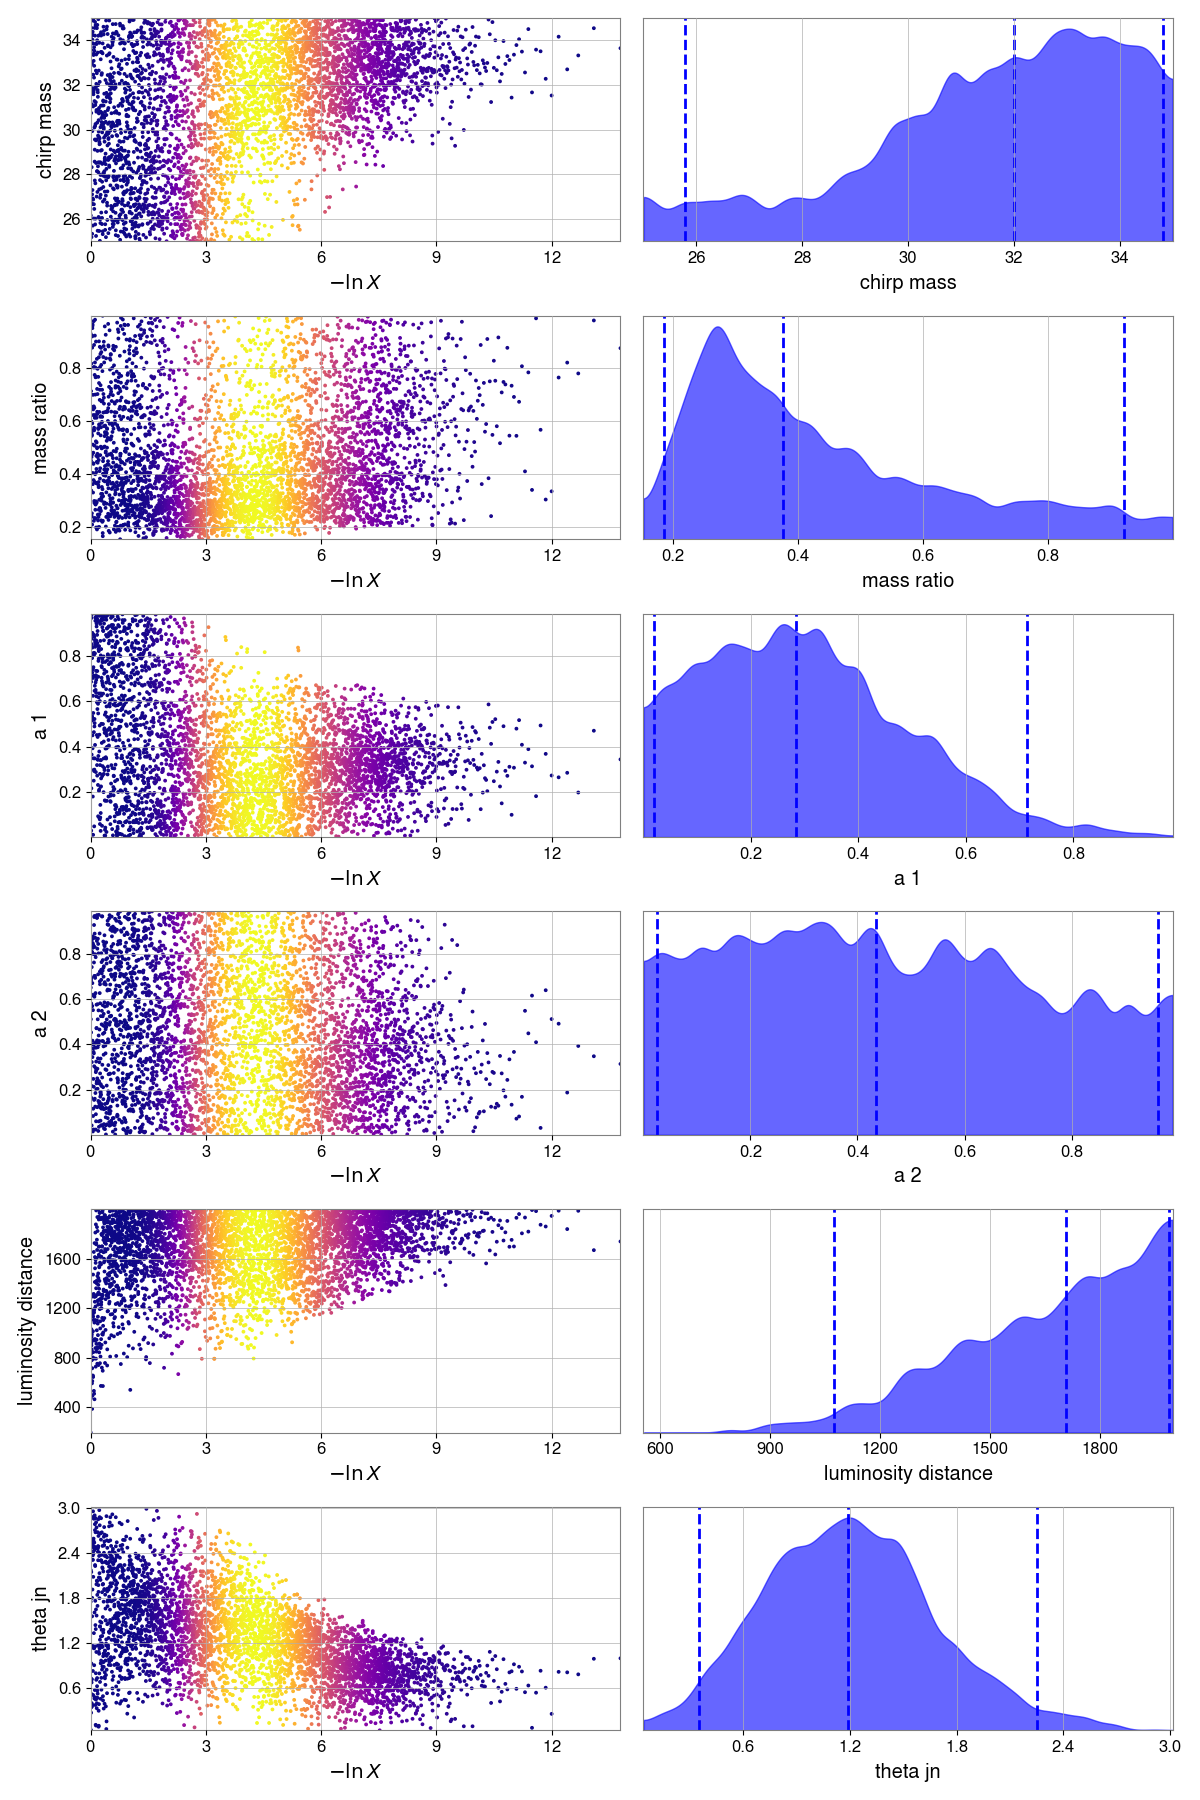 chirp mass
34
32
30
28
26
0 3 6 9 12
−ln X
26 28 30 32 34
chirp mass
mass ratio
0.8
0.6
0.4
0.2
0 3 6 9 12
−ln X
0.2 0.4 0.6 0.8
mass ratio
a 1
0.8
0.6
0.4
0.2
0 3 6 9 12
−ln X
0.2 0.4 0.6 0.8
a 1
a 2
0.8
0.6
0.4
0.2
0 3 6 9 12
−ln X
0.2 0.4 0.6 0.8
a 2
luminosity distance
1600
1200
800
400
0 3 6 9 12
−ln X
600 900 1200 1500 1800
luminosity distance
theta jn
3.0
2.4
1.8
1.2
0.6
0 3 6 9 12
−ln X
0.6 1.2 1.8 2.4 3.0
theta jn